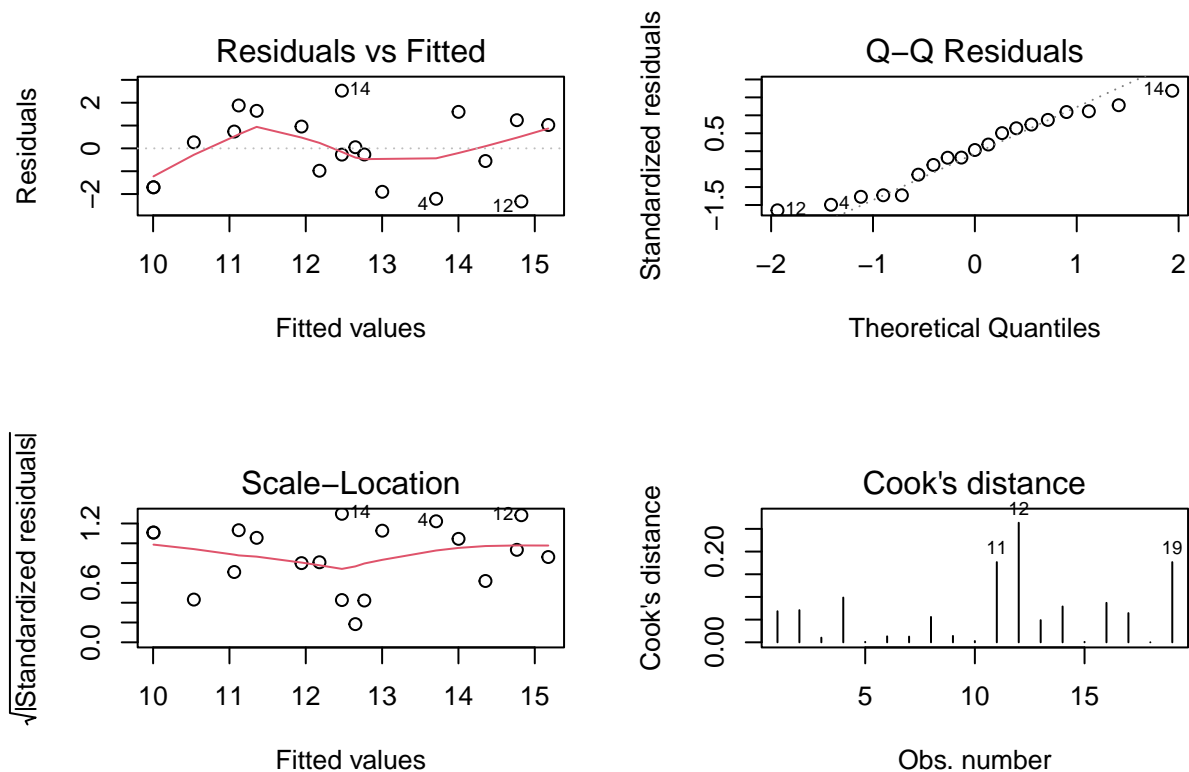 Residuals vs Fitted
Residuals
2
0
−2
14
4
12
10 11 12 13 14 15
Fitted values
Q−Q Residuals
Standardized residuals
0.5
−1.5
14
12
4
−2 −1 0 1 2
Theoretical Quantiles
Scale−Location
√|Standardized residuals|
1.2
0.6
0.0
14
4
12
10 11 12 13 14 15
Fitted values
Cook's distance
Cook's distance
0.20
0.00
12
11
19
5 10 15
Obs. number